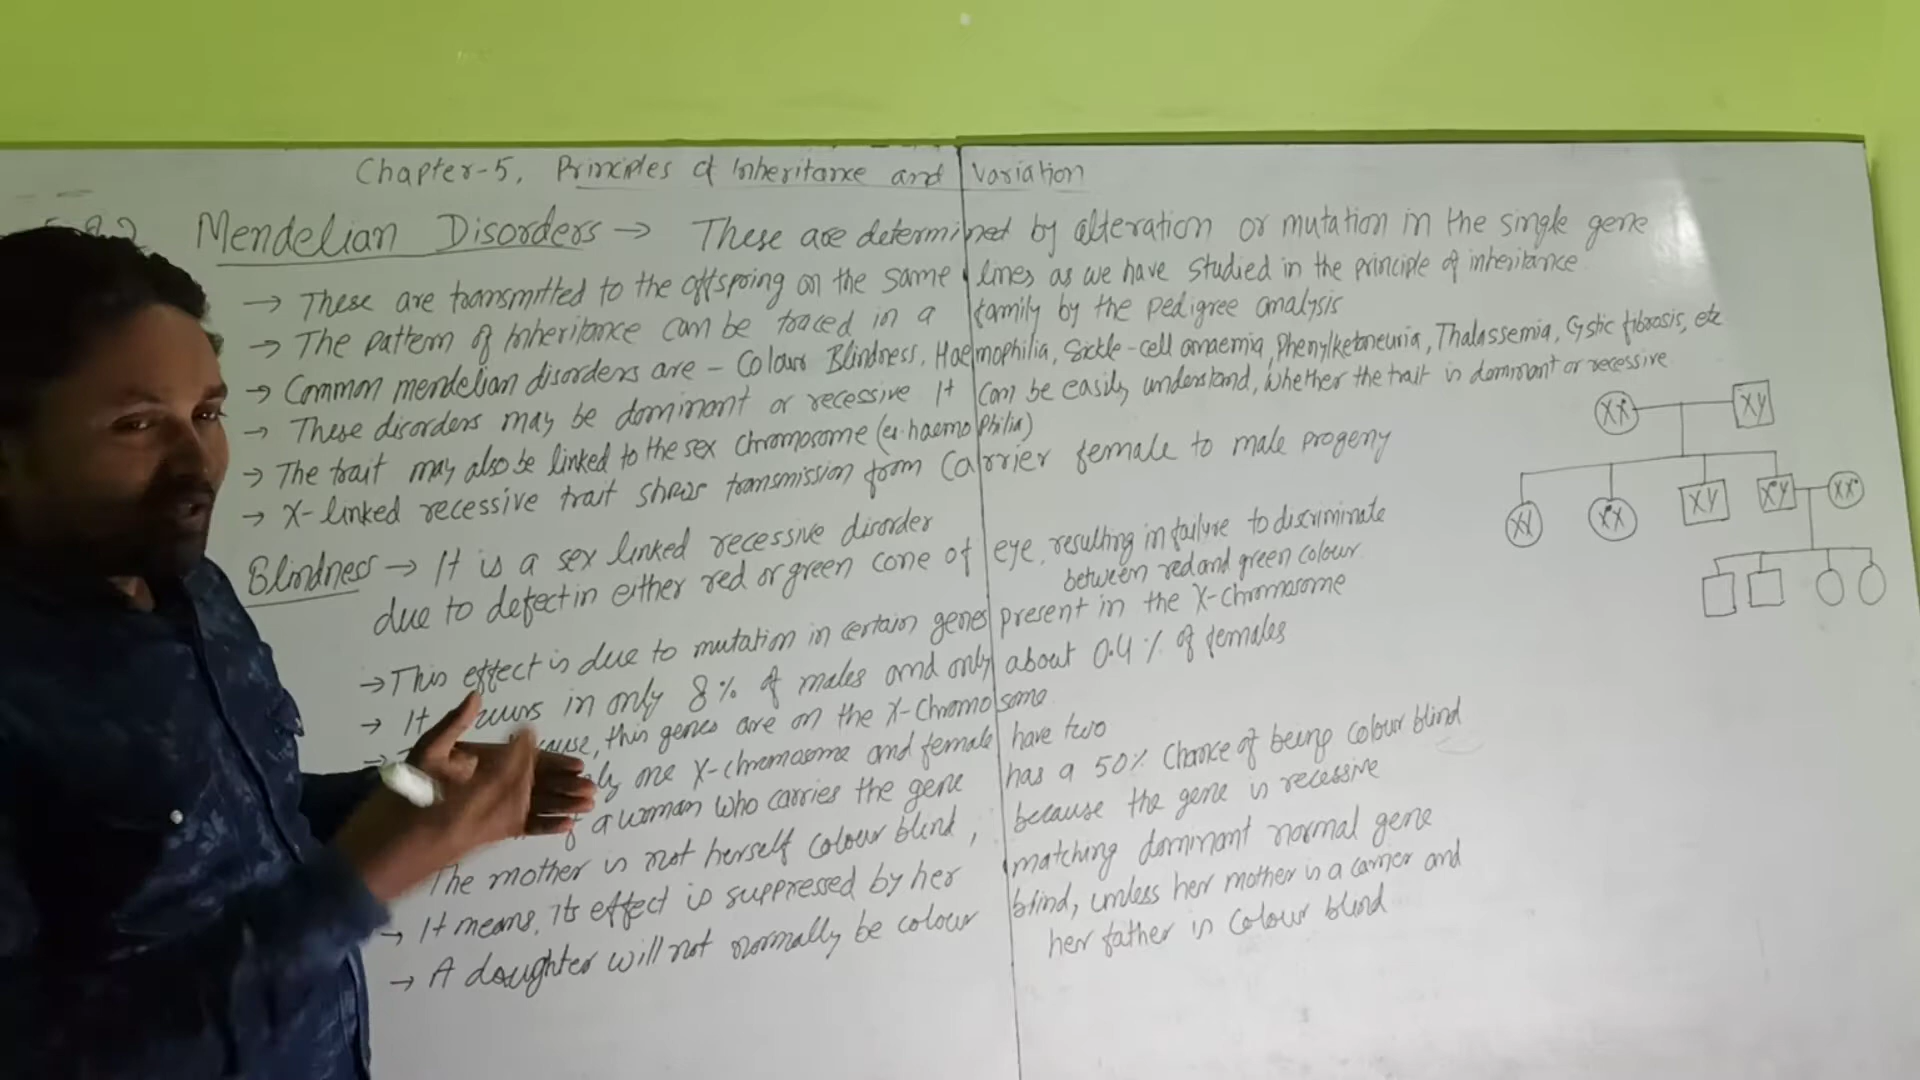 Chapter-5, Principles of Inheritance and Variation
Mendelian Disorders → These are determined by alteration or mutation in the single gene
→ These are transmitted to the offspring on the same lines as we have studied in the principle of inheritance
→ The pattern of Inheritance can be traced in a family by the pedigree analysis
→ Common mendelian disorders are - Colour Blindness, Haemophilia, Sickle-cell anaemia, Phenylketoneuria, Thalassemia, Cystic fibrosis, etc
→ These disorders may be dominant or recessive It can be easily understand, whether the trait is dominant or recessive
→ The trait may also be linked to the sex chromosome (ex. haemophilia)
→ X-linked recessive trait shows transmission from Carrier female to male progeny
Blindness → It is a sex linked recessive disorder
due to defect in either red or green cone of eye, resulting in failure to discriminate
between red and green colour.
→ This effect is due to mutation in certain genes present in the X-chromosome
→ It occurs in only 8% of males and only about 0.4% of females
this genes are on the X-Chromosome
one X-chromosome and female have two
a woman who carries the gene has a 50% chance of being colour blind
The mother is not herself colour blind, because the gene is recessive
→ It means, its effect is suppressed by her matching dominant normal gene
→ A daughter will not normally be colour blind, unless her mother is a carrier and
her father is colour blind
XX• XY
XX X•X XY X•Y XX•